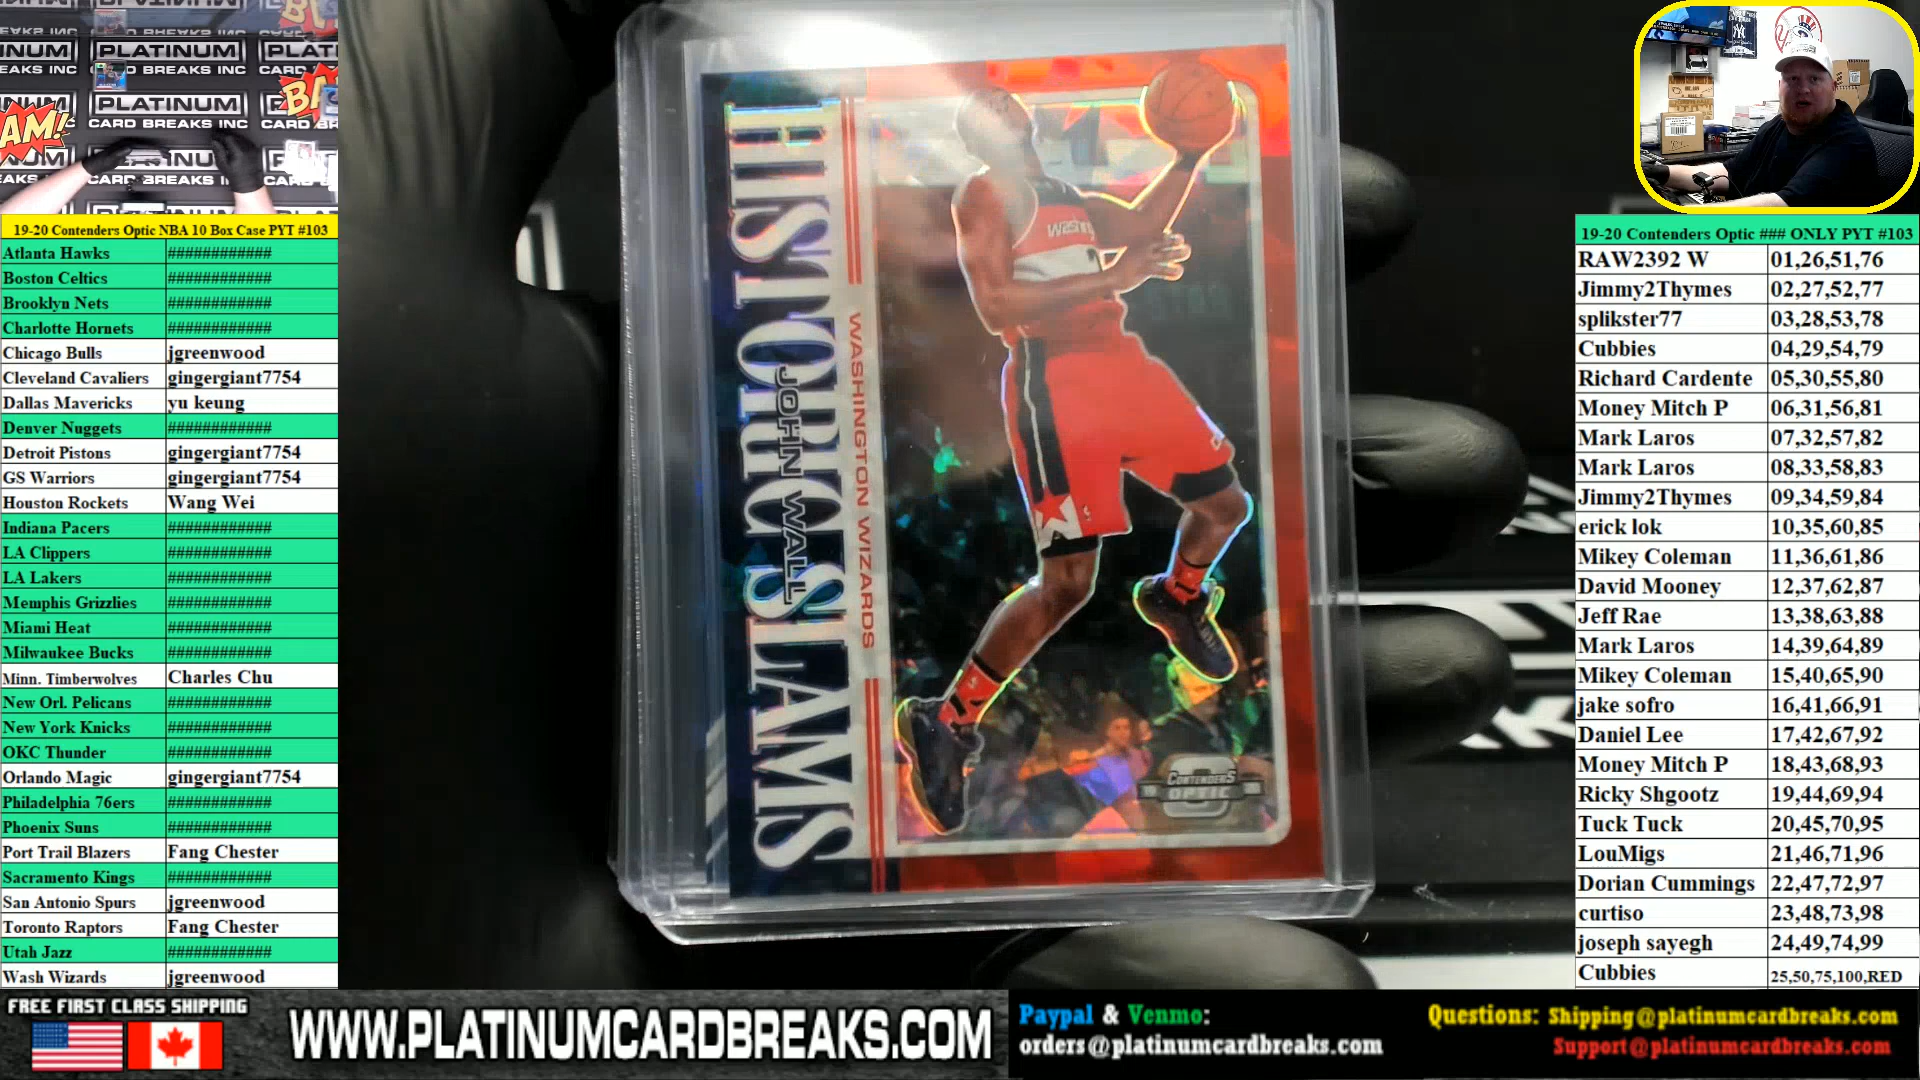 PLATINUM
CARD BREAKS INC
19-20 Contenders Optic NBA 10 Box Case PYT #103
Atlanta Hawks ############
Boston Celtics ############
Brooklyn Nets ############
Charlotte Hornets ############
Chicago Bulls jgreenwood
Cleveland Cavaliers gingergiant7754
Dallas Mavericks yu keung
Denver Nuggets ############
Detroit Pistons gingergiant7754
GS Warriors gingergiant7754
Houston Rockets Wang Wei
Indiana Pacers ############
LA Clippers ############
LA Lakers ############
Memphis Grizzlies ############
Miami Heat ############
Milwaukee Bucks ############
Minn. Timberwolves Charles Chu
New Orl. Pelicans ############
New York Knicks ############
OKC Thunder ############
Orlando Magic gingergiant7754
Philadelphia 76ers ############
Phoenix Suns ############
Port Trail Blazers Fang Chester
Sacramento Kings ############
San Antonio Spurs jgreenwood
Toronto Raptors Fang Chester
Utah Jazz ############
Wash Wizards jgreenwood
HISTORIC SLAMS
JOHN WALL
WASHINGTON WIZARDS
CONTENDERS
OPTIC
19-20 Contenders Optic ### ONLY PYT #103
RAW2392 W 01,26,51,76
Jimmy2Thymes 02,27,52,77
splikster77 03,28,53,78
Cubbies 04,29,54,79
Richard Cardente 05,30,55,80
Money Mitch P 06,31,56,81
Mark Laros 07,32,57,82
Mark Laros 08,33,58,83
Jimmy2Thymes 09,34,59,84
erick lok 10,35,60,85
Mikey Coleman 11,36,61,86
David Mooney 12,37,62,87
Jeff Rae 13,38,63,88
Mark Laros 14,39,64,89
Mikey Coleman 15,40,65,90
jake sofro 16,41,66,91
Daniel Lee 17,42,67,92
Money Mitch P 18,43,68,93
Ricky Shgootz 19,44,69,94
Tuck Tuck 20,45,70,95
LouMigs 21,46,71,96
Dorian Cummings 22,47,72,97
curtiso 23,48,73,98
joseph sayegh 24,49,74,99
Cubbies 25,50,75,100,RED
FREE FIRST CLASS SHIPPING
WWW.PLATINUMCARDBREAKS.COM
Paypal & Venmo:
orders@platinumcardbreaks.com
Questions: Shipping@platinumcardbreaks.com
Support@platinumcardbreaks.com